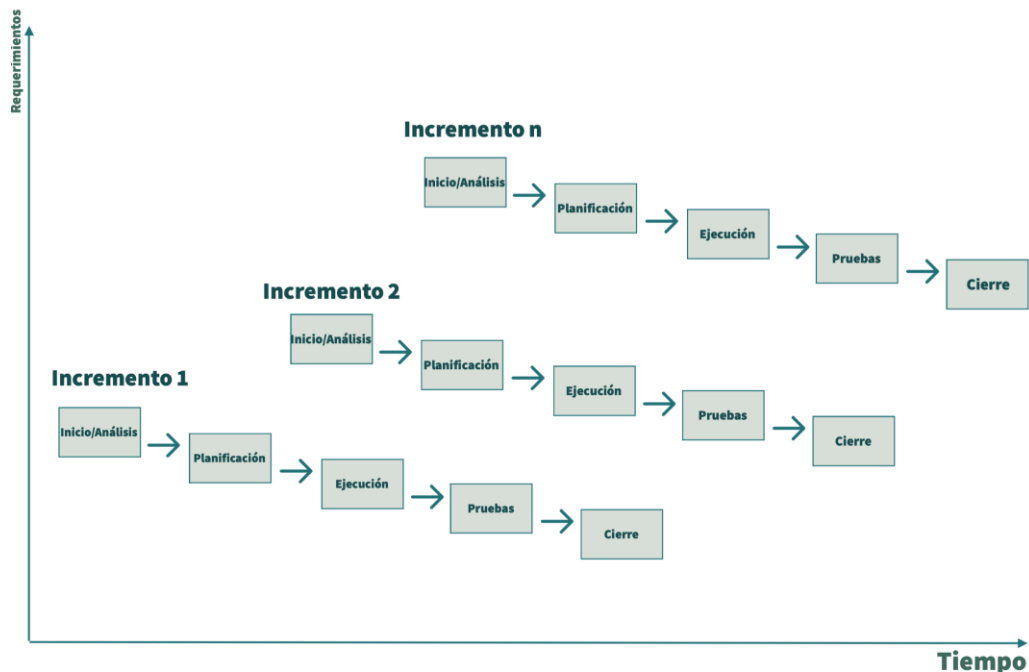 Requerimientos
Incremento n
Inicio/Análisis
Planificación
Ejecución
Pruebas
Cierre
Incremento 2
Inicio/Análisis
Planificación
Ejecución
Pruebas
Cierre
Incremento 1
Inicio/Análisis
Planificación
Ejecución
Pruebas
Cierre
Tiempo